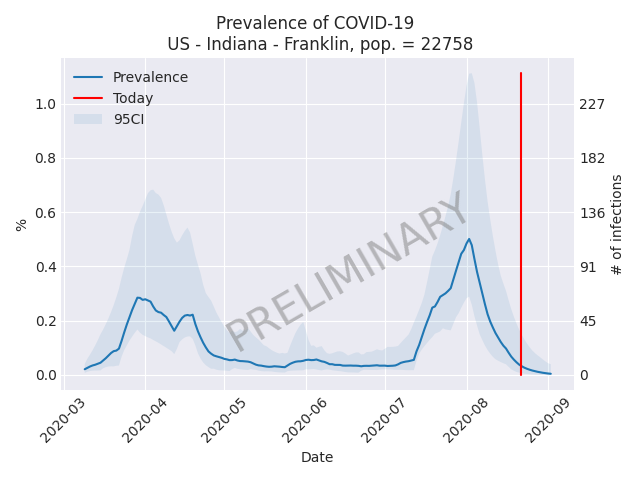 Prevalence of COVID-19
US - Indiana - Franklin, pop. = 22758
Prevalence
Today
95CI
PRELIMINARY
1.0
0.8
0.6
0.4
0.2
0.0
%
227
182
136
91
45
0
# of infections
2020-03
2020-04
2020-05
2020-06
2020-07
2020-08
2020-09
Date